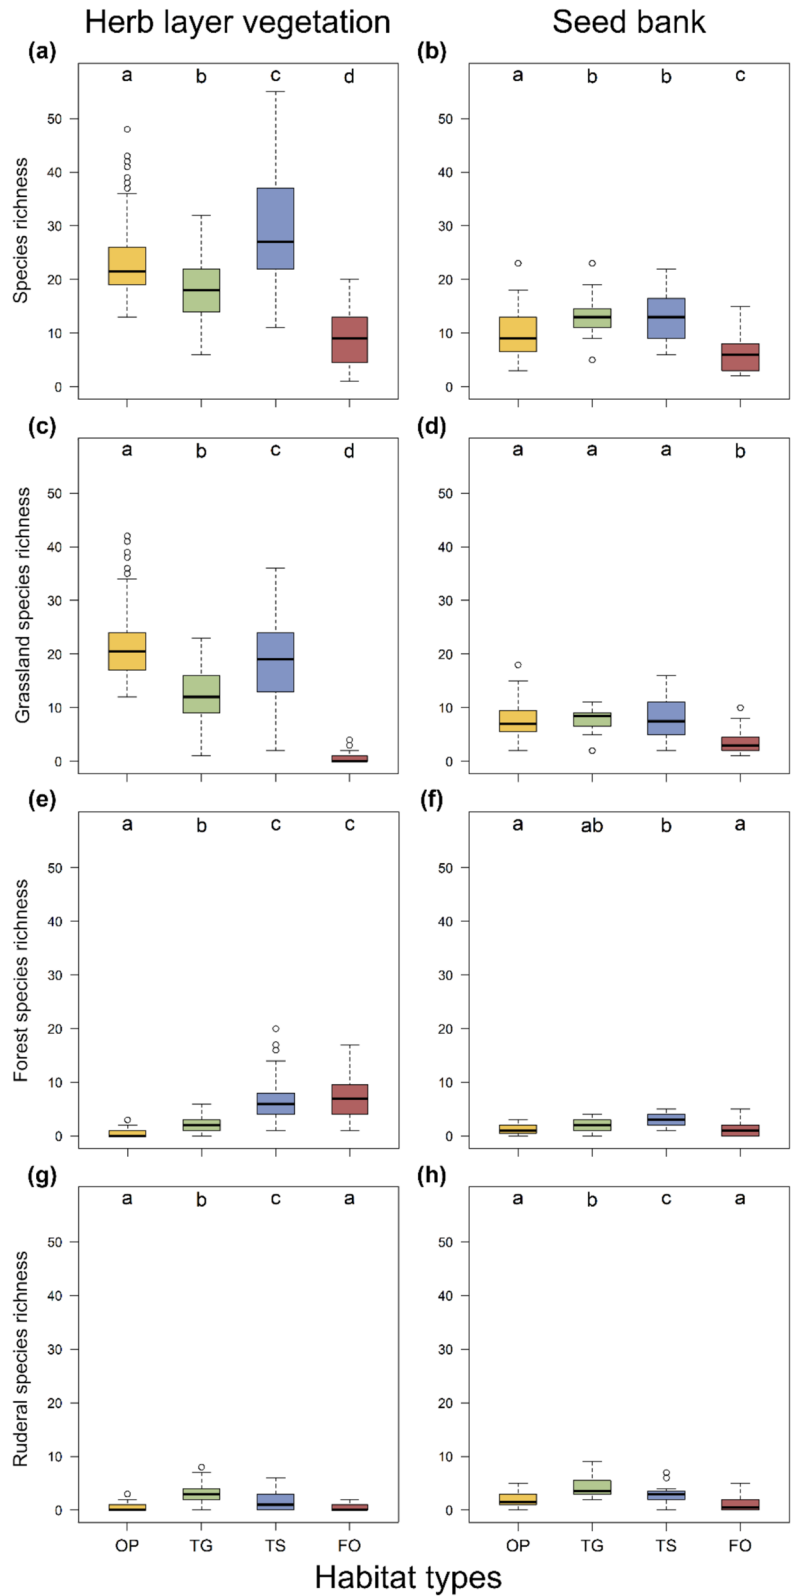 Herb layer vegetation Seed bank
(a) (b)
a b c d a b b c
Species richness
50 50
40 40
30 30
20 20
10 10
0 0
(c) (d)
a b c d a a a b
Grassland species richness
50 50
40 40
30 30
20 20
10 10
0 0
(e) (f)
a b c c a ab b a
Forest species richness
50 50
40 40
30 30
20 20
10 10
0 0
(g) (h)
a b c a a b c a
Ruderal species richness
50 50
40 40
30 30
20 20
10 10
0 0
OP TG TS FO OP TG TS FO
Habitat types